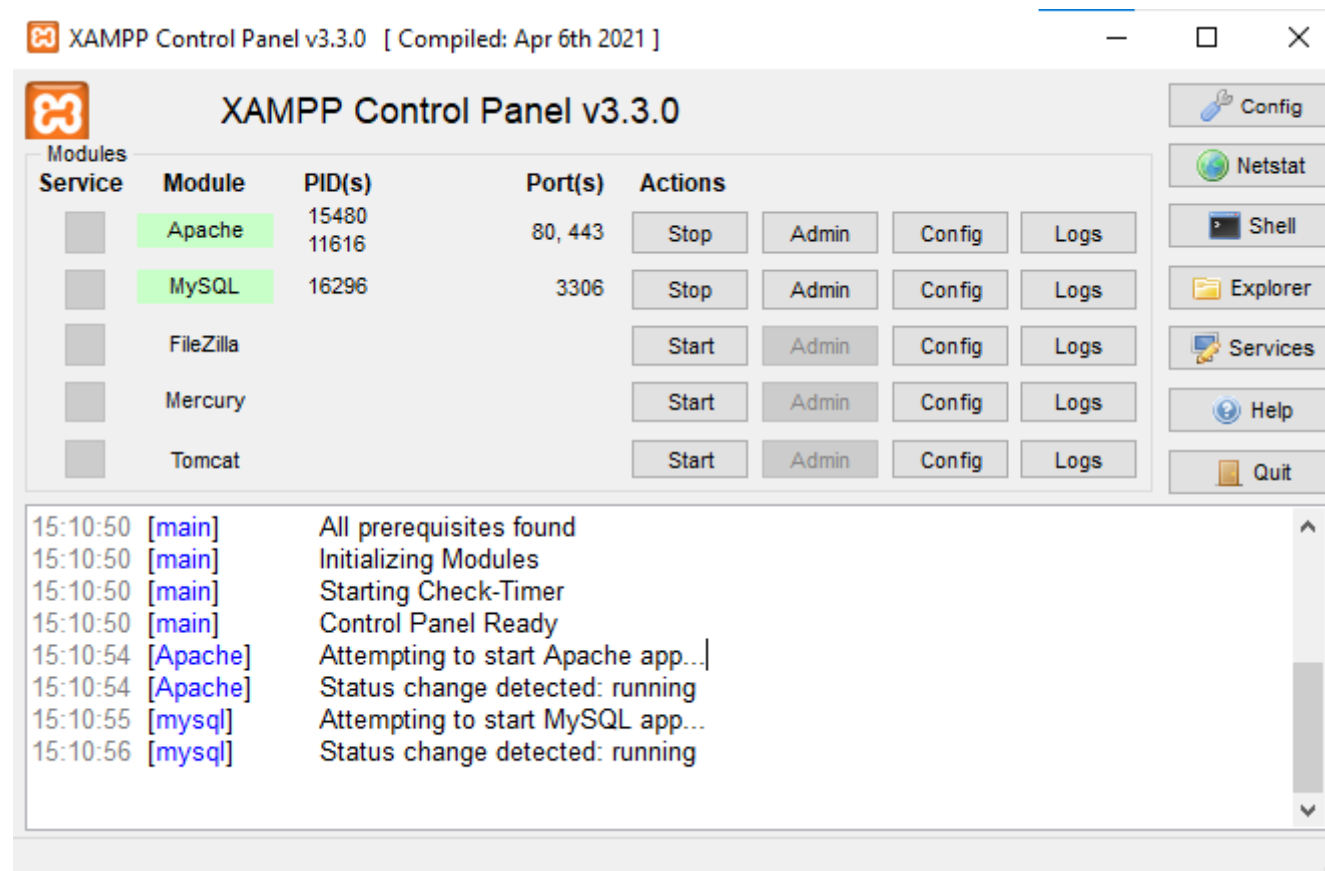 XAMPP Control Panel v3.3.0 [ Compiled: Apr 6th 2021 ]
XAMPP Control Panel v3.3.0
Config
Modules
Service Module PID(s) Port(s) Actions
Netstat
Apache 15480 11616 80, 443 Stop Admin Config Logs
Shell
MySQL 16296 3306 Stop Admin Config Logs
Explorer
FileZilla Start Admin Config Logs
Services
Mercury Start Admin Config Logs
Help
Tomcat Start Admin Config Logs
Quit
15:10:50 [main] All prerequisites found
15:10:50 [main] Initializing Modules
15:10:50 [main] Starting Check-Timer
15:10:50 [main] Control Panel Ready
15:10:54 [Apache] Attempting to start Apache app...
15:10:54 [Apache] Status change detected: running
15:10:55 [mysql] Attempting to start MySQL app...
15:10:56 [mysql] Status change detected: running